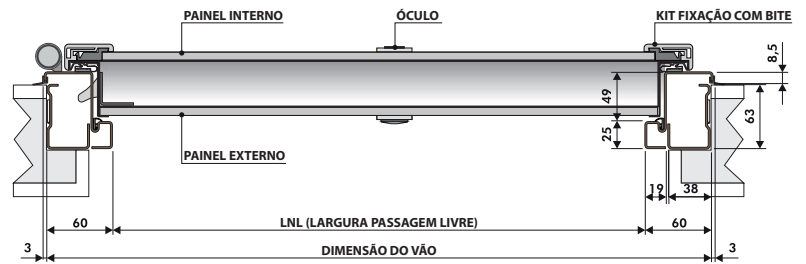 PAINEL INTERNO
ÓCULO
KIT FIXAÇÃO COM BITE
8,5
49
63
25
PAINEL EXTERNO
19
38
60
LNL (LARGURA PASSAGEM LIVRE)
60
3
DIMENSÃO DO VÃO
3